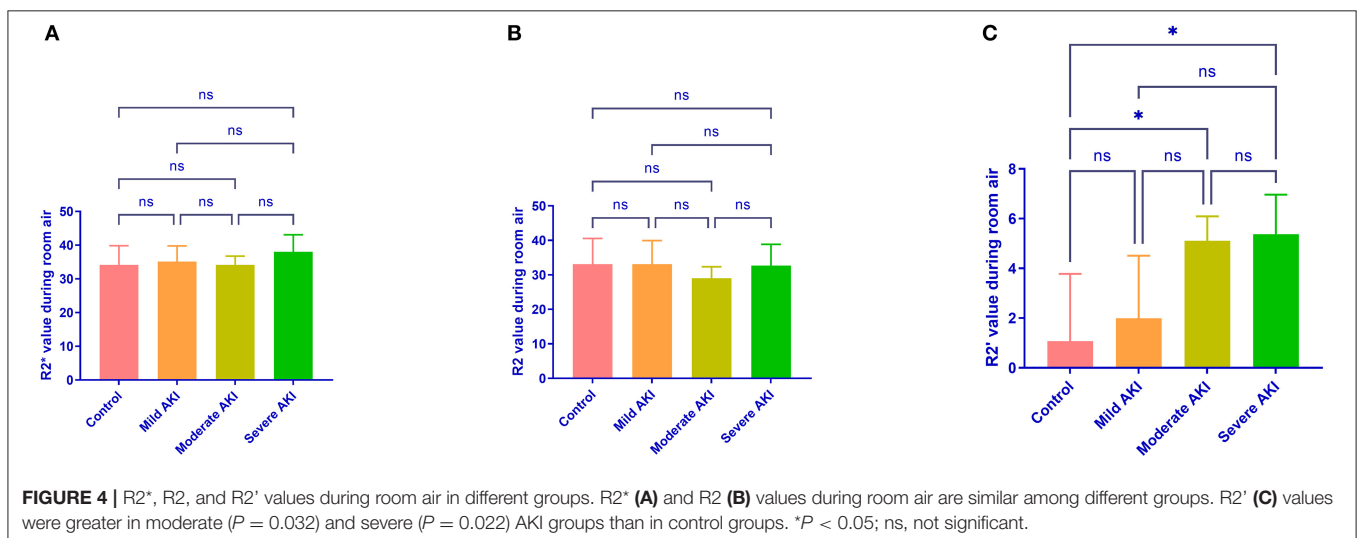 A
ns
ns
ns
ns
ns
ns
R2* value during room air
50
40
30
20
10
0
Control
Mild AKI
Moderate AKI
Severe AKI
B
ns
ns
ns
ns
ns
ns
R2 value during room air
50
40
30
20
10
0
Control
Mild AKI
Moderate AKI
Severe AKI
C
*
ns
*
ns
ns
ns
R2' value during room air
8
6
4
2
0
Control
Mild AKI
Moderate AKI
Severe AKI
FIGURE 4 | R2*, R2, and R2' values during room air in different groups. R2* (A) and R2 (B) values during room air are similar among different groups. R2' (C) values
were greater in moderate (P = 0.032) and severe (P = 0.022) AKI groups than in control groups. *P < 0.05; ns, not significant.